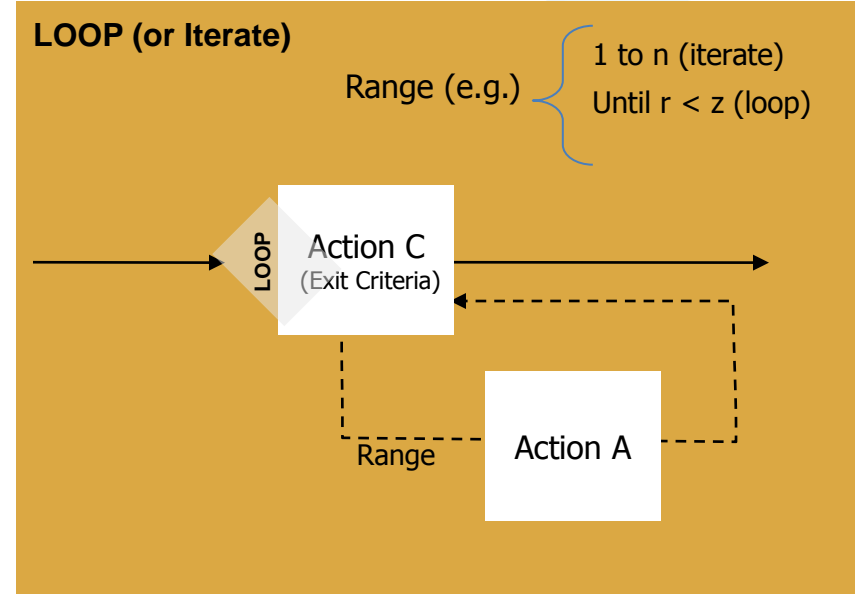 LOOP (or Iterate)
Range (e.g.)
1 to n (iterate)
Until r < z (loop)
LOOP
Action C
(Exit Criteria)
Range
Action A